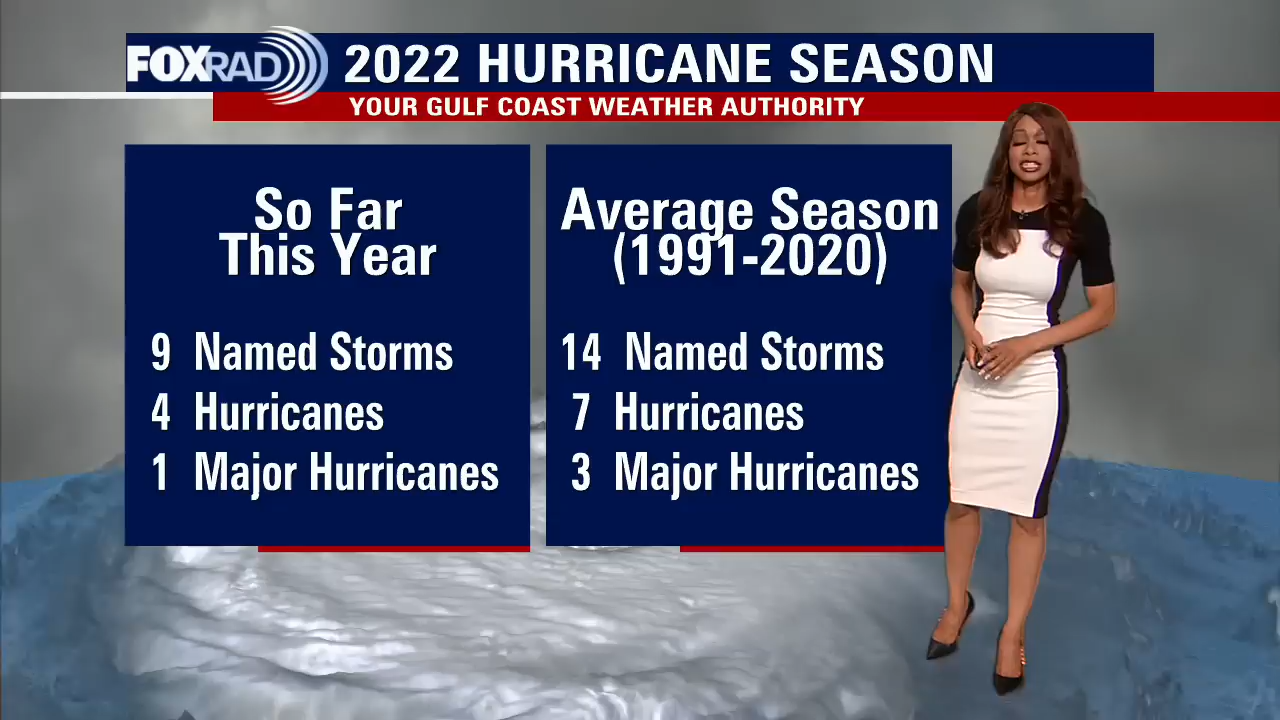 FOXRAD 2022 HURRICANE SEASON
YOUR GULF COAST WEATHER AUTHORITY
So Far
This Year
9 Named Storms
4 Hurricanes
1 Major Hurricanes
Average Season
(1991-2020)
14 Named Storms
7 Hurricanes
3 Major Hurricanes